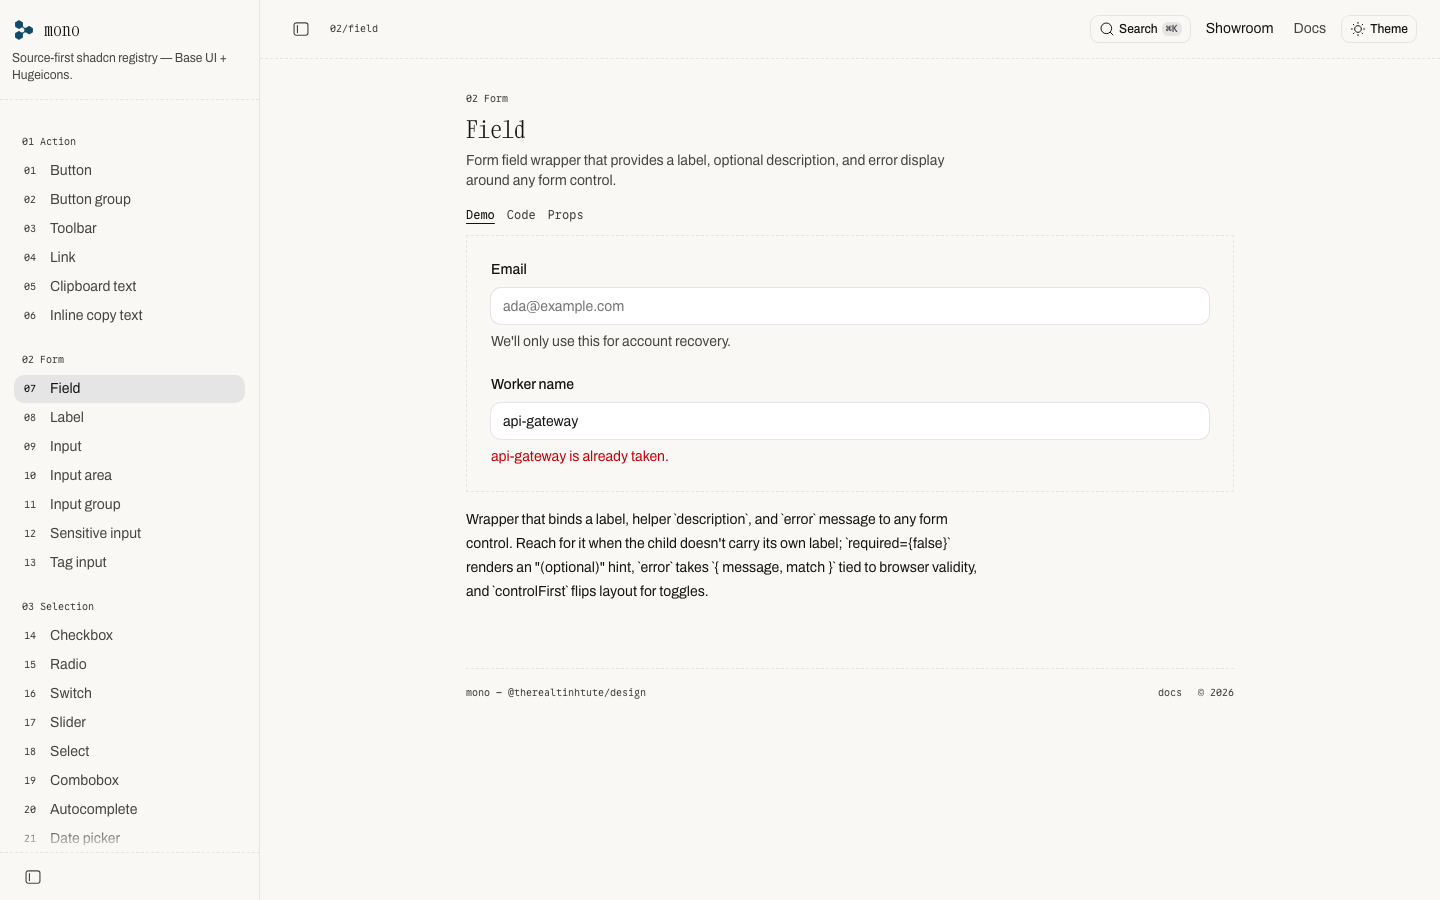 mono
Source-first shadcn registry — Base UI +
Hugeicons.
01 Action
01 Button
02 Button group
03 Toolbar
04 Link
05 Clipboard text
06 Inline copy text
02 Form
07 Field
08 Label
09 Input
10 Input area
11 Input group
12 Sensitive input
13 Tag input
03 Selection
14 Checkbox
15 Radio
16 Switch
17 Slider
18 Select
19 Combobox
20 Autocomplete
21 Date picker
02/field
Search ⌘K
Showroom
Docs
Theme
02 Form
Field
Form field wrapper that provides a label, optional description, and error display
around any form control.
Demo Code Props
Email
ada@example.com
We'll only use this for account recovery.
Worker name
api-gateway
api-gateway is already taken.
Wrapper that binds a label, helper `description`, and `error` message to any form
control. Reach for it when the child doesn't carry its own label; `required={false}`
renders an "(optional)" hint, `error` takes `{ message, match }` tied to browser validity,
and `controlFirst` flips layout for toggles.
mono — @therealtinhtute/design
docs © 2026